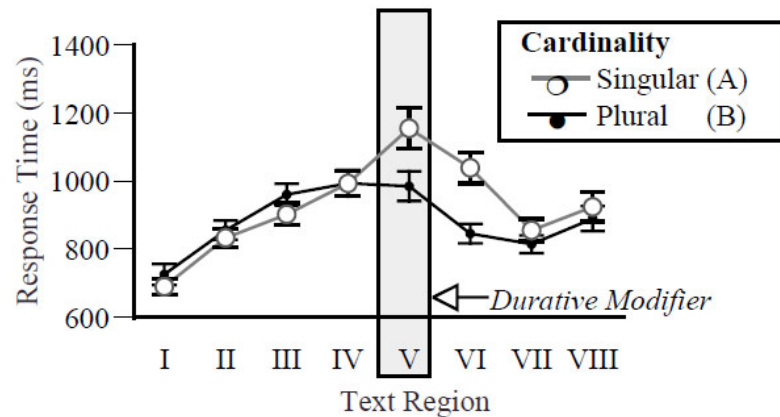 1400
1200
1000
800
600
Response Time (ms)
Cardinality
Singular (A)
Plural (B)
Durative Modifier
I II III IV V VI VII VIII
Text Region